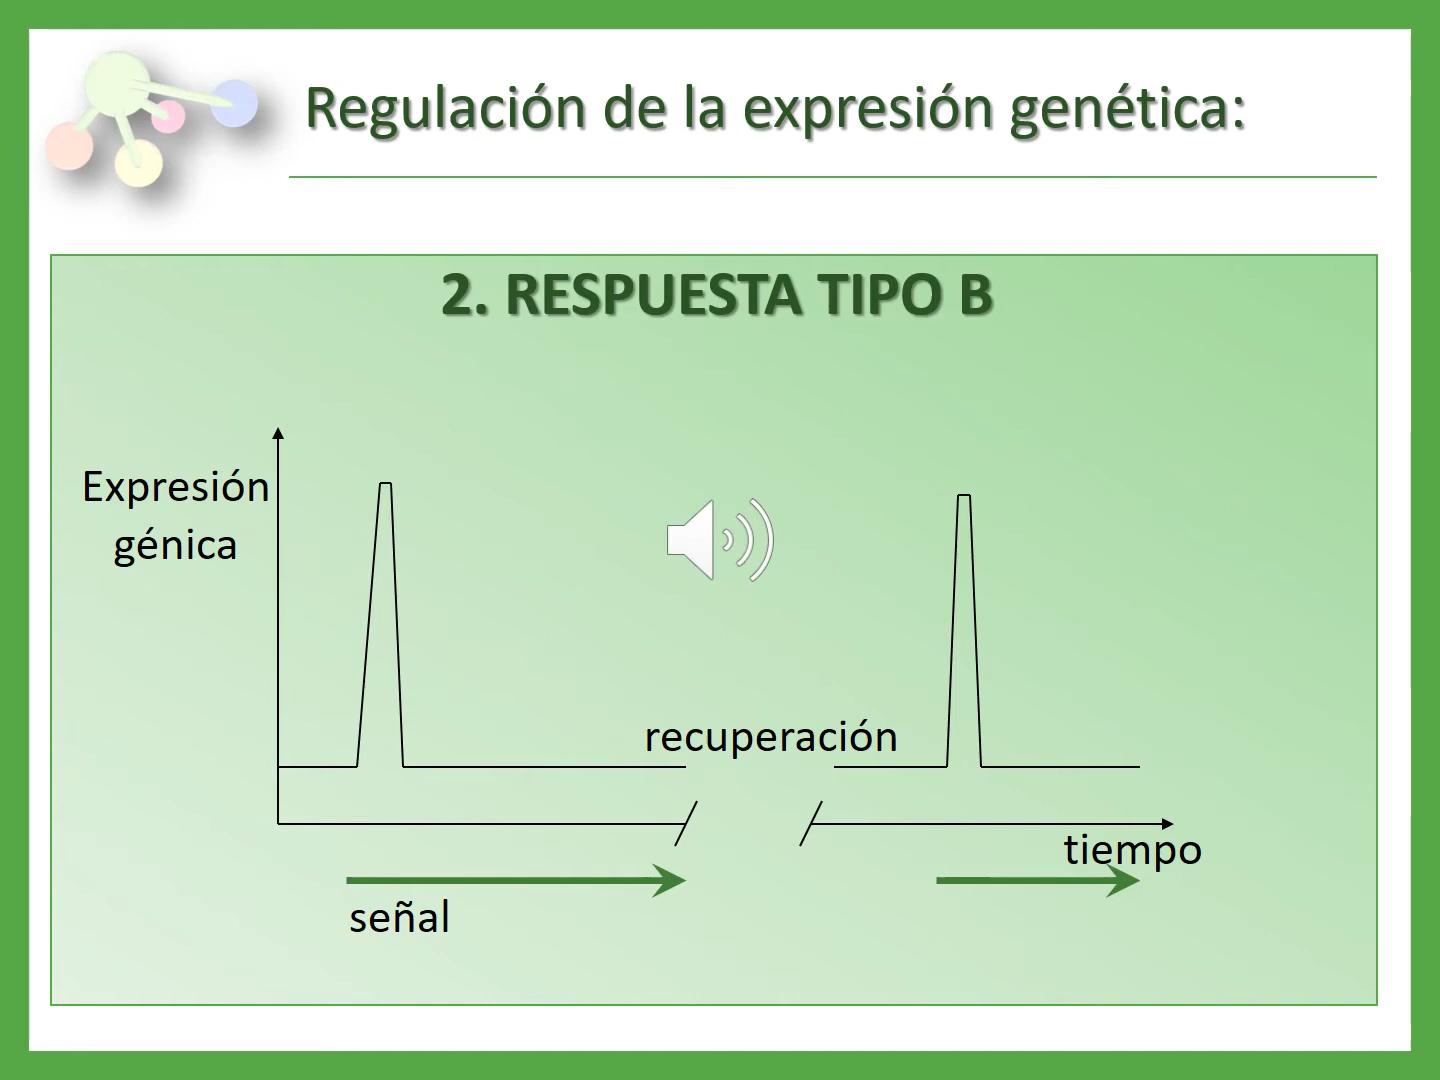 Regulación de la expresión genética:
2. RESPUESTA TIPO B
Expresión
génica
recuperación
tiempo
señal